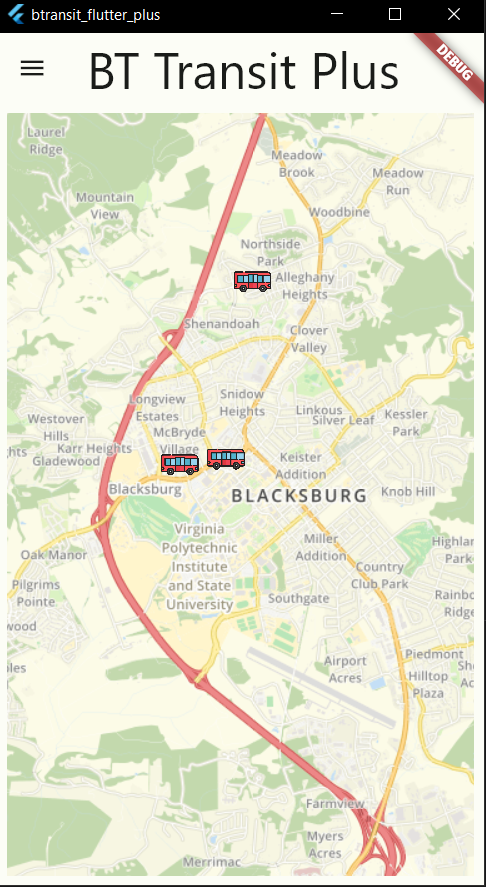 btransit_flutter_plus
BT Transit Plus
DEBUG
Laurel
Ridge
Meadow
Brook
Meadow
Run
Mountain
View
Woodbine
Northside
Park
Alleghany
Heights
Shenandoah
Clover
Valley
Longview
Estates
Snidow
Heights
Linkous
Silver Leaf
Kessler
Park
Westover
Hills
McBryde
Village
hts
Karr Heights
Gladewood
Keister
Addition
Blacksburg
BLACKSBURG
Knob Hill
Virginia
Polytechnic
Institute
and State
University
Miller
Addition
Highlan
Park
Oak Manor
Country
Club Park
Pilgrims
Pointe
Rainbo
Ridge
wood
Southgate
Airport
Acres
Piedmont
Hilltop
Plaza
She
Ac
ples
Farmview
Myers
Acres
Merrimac